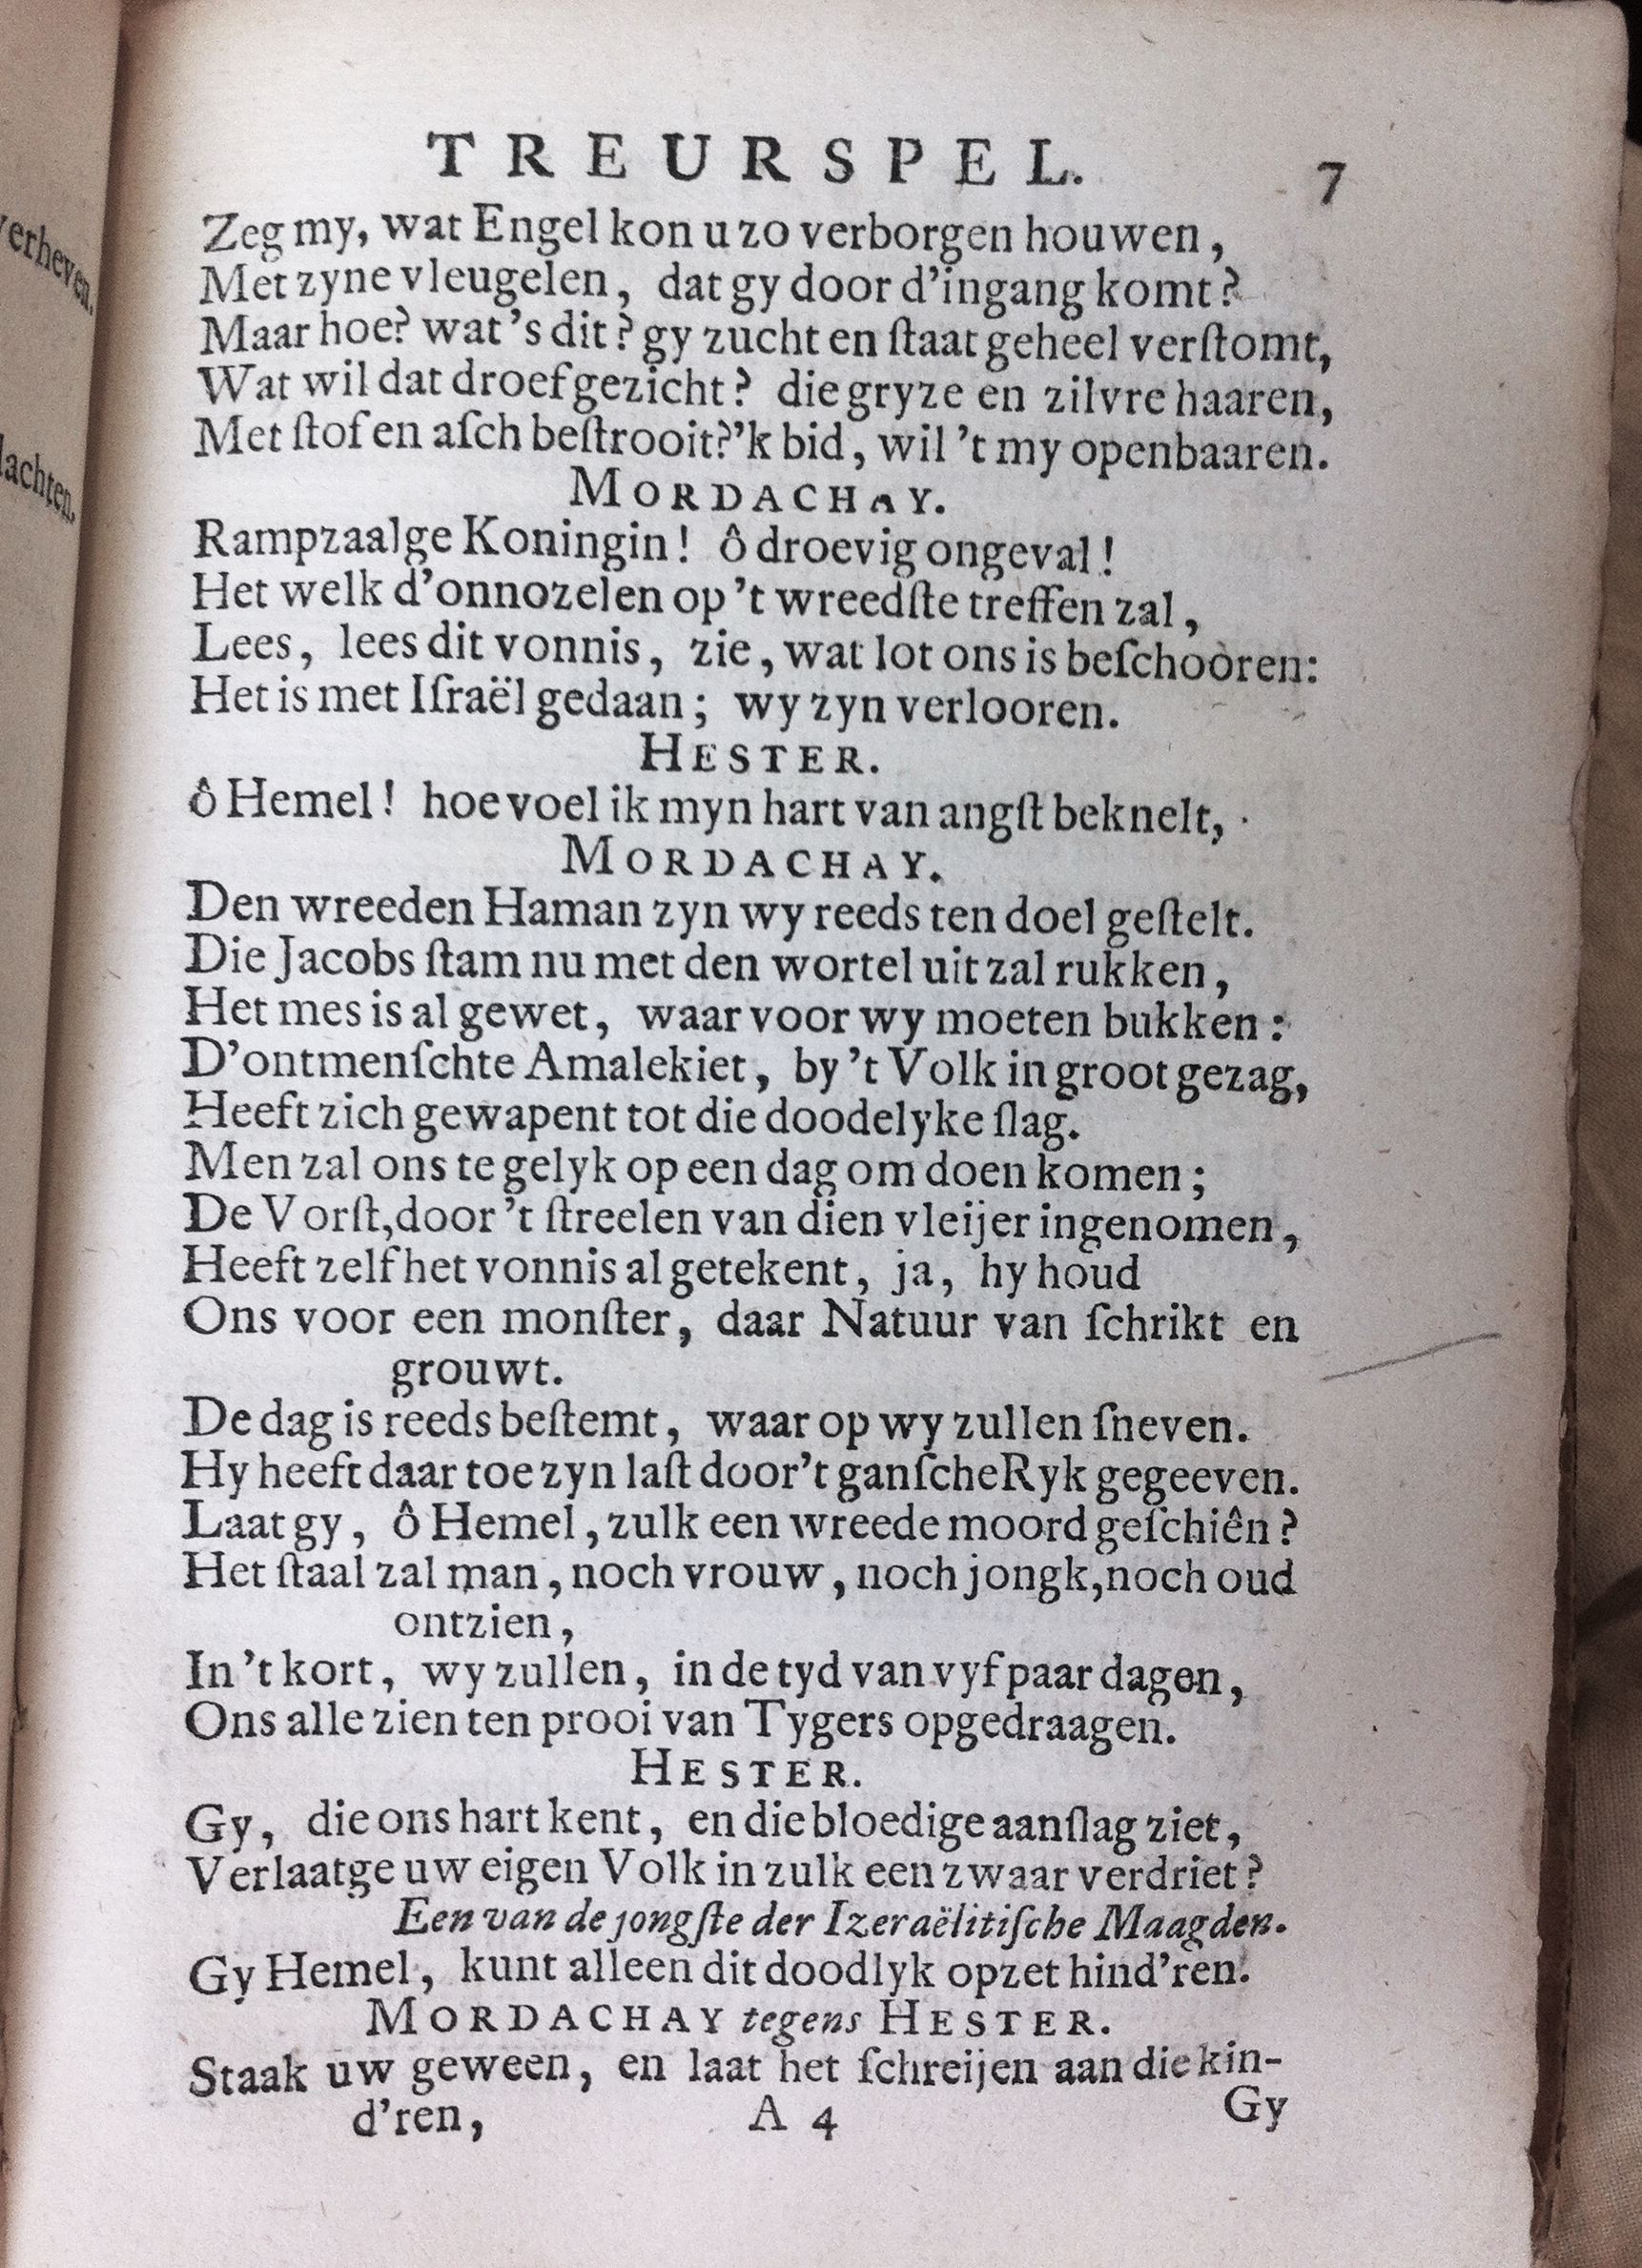 TREURSPEL. 7
Zeg my, wat Engel kon u zo verborgen houwen,
Met zyne vleugelen, dat gy door d'ingang komt?
Maar hoe? wat 's dit? gy zucht en ſtaat geheel verſtomt,
Wat wil dat droef gezicht? die gryze en zilvre haaren,
Met ſtof en aſch beſtrooit? 'k bid, wil 't my openbaaren.
MORDACHAY.
Rampzaalge Koningin! ô droevig ongeval!
Het welk d'onnozelen op 't wreedſte treffen zal,
Lees, lees dit vonnis, zie, wat lot ons is beſchooren:
Het is met Iſraël gedaan; wy zyn verlooren.
HESTER.
ô Hemel! hoe voel ik myn hart van angſt beknelt,
MORDACHAY.
Den wreeden Haman zyn wy reeds ten doel geſtelt.
Die Jacobs ſtam nu met den wortel uit zal rukken,
Het mes is al gewet, waar voor wy moeten bukken:
D'ontmenſchte Amalekiet, by 't Volk in groot gezag,
Heeft zich gewapent tot die doodelyke ſlag.
Men zal ons te gelyk op een dag om doen komen;
De Vorſt, door 't ſtreelen van dien vleijer ingenomen,
Heeft zelf het vonnis al getekent, ja, hy houd
Ons voor een monſter, daar Natuur van ſchrikt en
grouwt.
De dag is reeds beſtemt, waar op wy zullen ſneven.
Hy heeft daar toe zyn laſt door 't ganſche Ryk gegeeven.
Laat gy, ô Hemel, zulk een wreede moord geſchiên?
Het ſtaal zal man, noch vrouw, noch jongk, noch oud
ontzien,
In 't kort, wy zullen, in de tyd van vyf paar dagen,
Ons alle zien ten prooi van Tygers opgedraagen.
HESTER.
Gy, die ons hart kent, en die bloedige aanſlag ziet,
Verlaatge uw eigen Volk in zulk een zwaar verdriet?
Een van de jongſte der Izeraëlitiſche Maagden.
Gy Hemel, kunt alleen dit doodlyk opzet hind'ren.
MORDACHAY tegens HESTER.
Staak uw geween, en laat het ſchreijen aan die kin-
d'ren, A 4 Gy
verheven.
lachten.